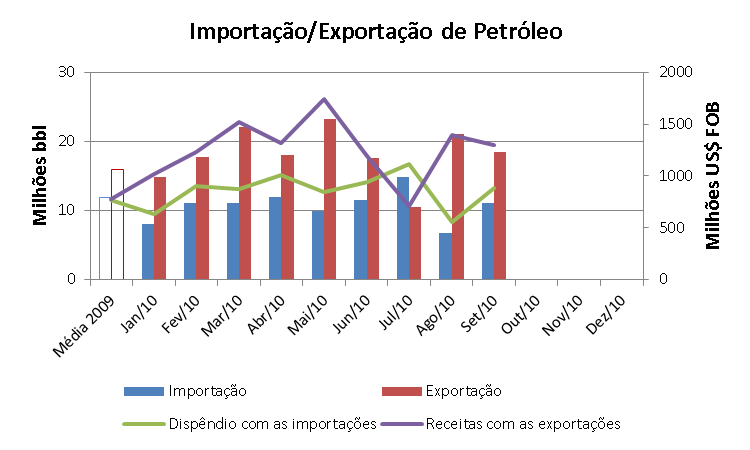 Importação/Exportação de Petróleo
30
20
10
0
Milhões bbl
2000
1500
1000
500
0
Milhões US$ FOB
Média 2009
Jan/10
Fev/10
Mar/10
Abr/10
Mai/10
Jun/10
Jul/10
Ago/10
Set/10
Out/10
Nov/10
Dez/10
Importação
Exportação
Dispêndio com as importações
Receitas com as exportações